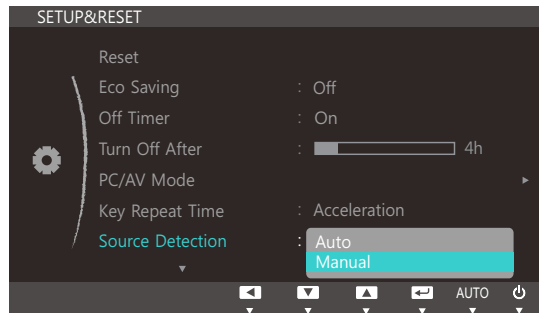 SETUP&RESET
Reset
Eco Saving : Off
Off Timer : On
Turn Off After : 4h
PC/AV Mode
Key Repeat Time : Acceleration
Source Detection : Auto
Manual
AUTO